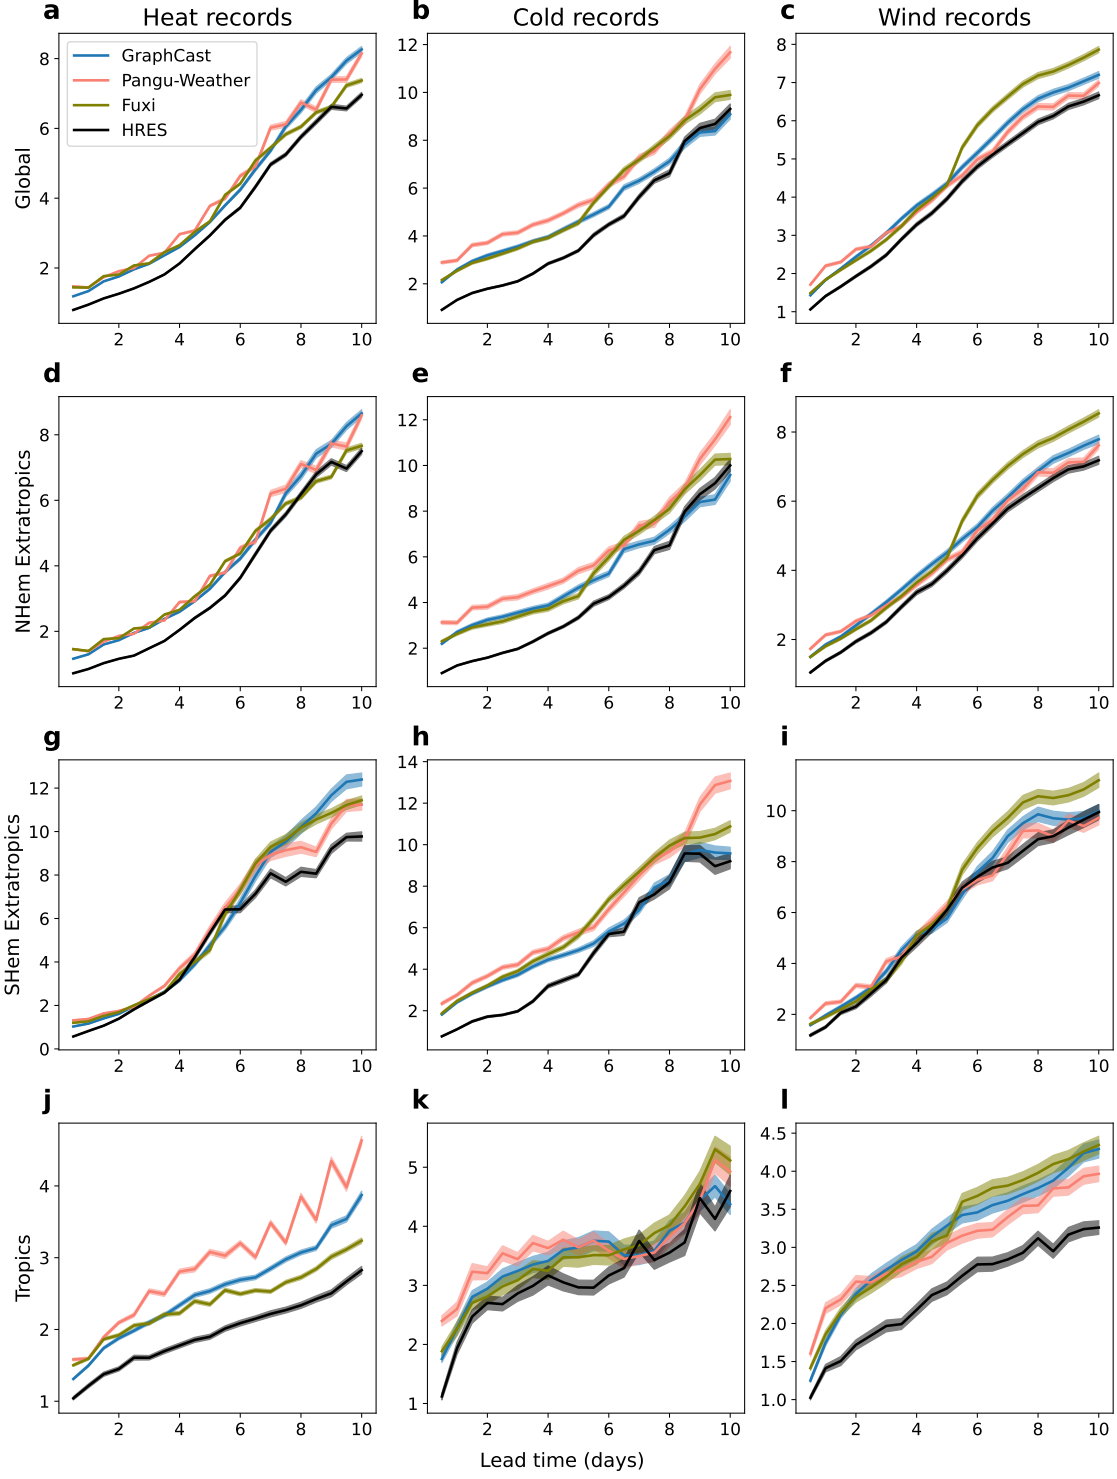 a Heat records
b Cold records
c Wind records
GraphCast
Pangu-Weather
Fuxi
HRES
Global
8
6
4
2
2 4 6 8 10
12
10
8
6
4
2
2 4 6 8 10
8
7
6
5
4
3
2
1
2 4 6 8 10
d
e
f
NHem Extratropics
8
6
4
2
2 4 6 8 10
12
10
8
6
4
2
2 4 6 8 10
8
6
4
2
2 4 6 8 10
g
h
i
SHem Extratropics
12
10
8
6
4
2
0
2 4 6 8 10
14
12
10
8
6
4
2
2 4 6 8 10
10
8
6
4
2
2 4 6 8 10
j
k
l
Tropics
4
3
2
1
2 4 6 8 10
5
4
3
2
1
2 4 6 8 10
4.5
4.0
3.5
3.0
2.5
2.0
1.5
1.0
2 4 6 8 10
Lead time (days)